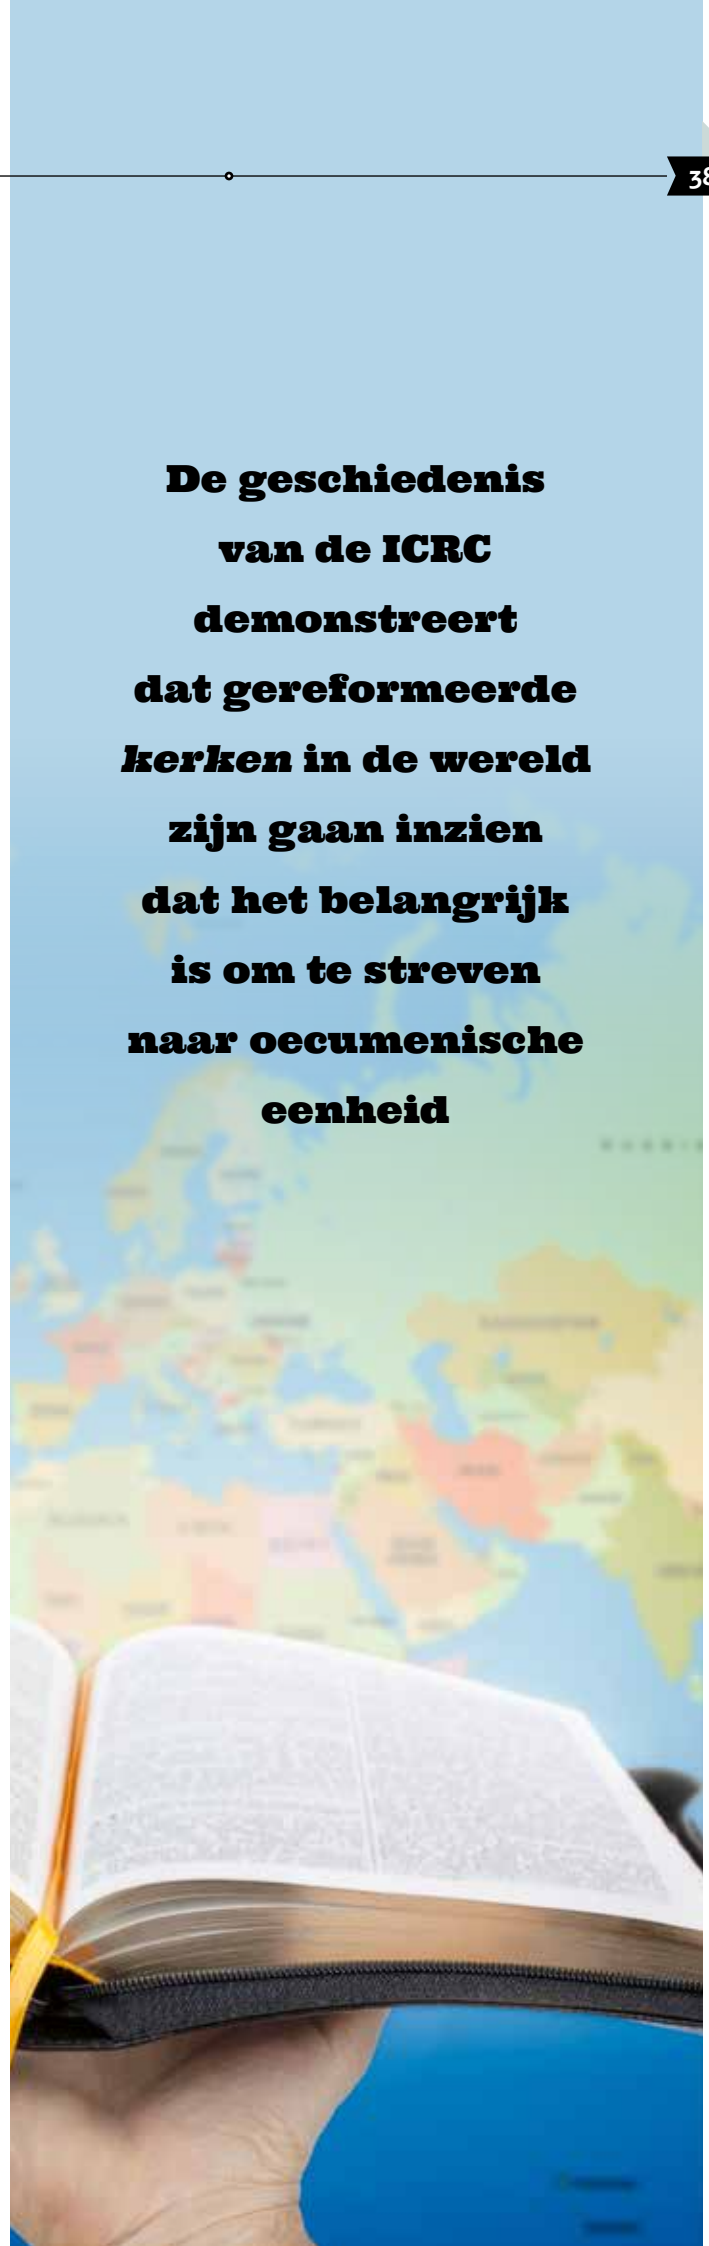 38
De geschiedenis
van de ICRC
demonstreert
dat gereformeerde
kerken in de wereld
zijn gaan inzien
dat het belangrijk
is om te streven
naar oecumenische
eenheid